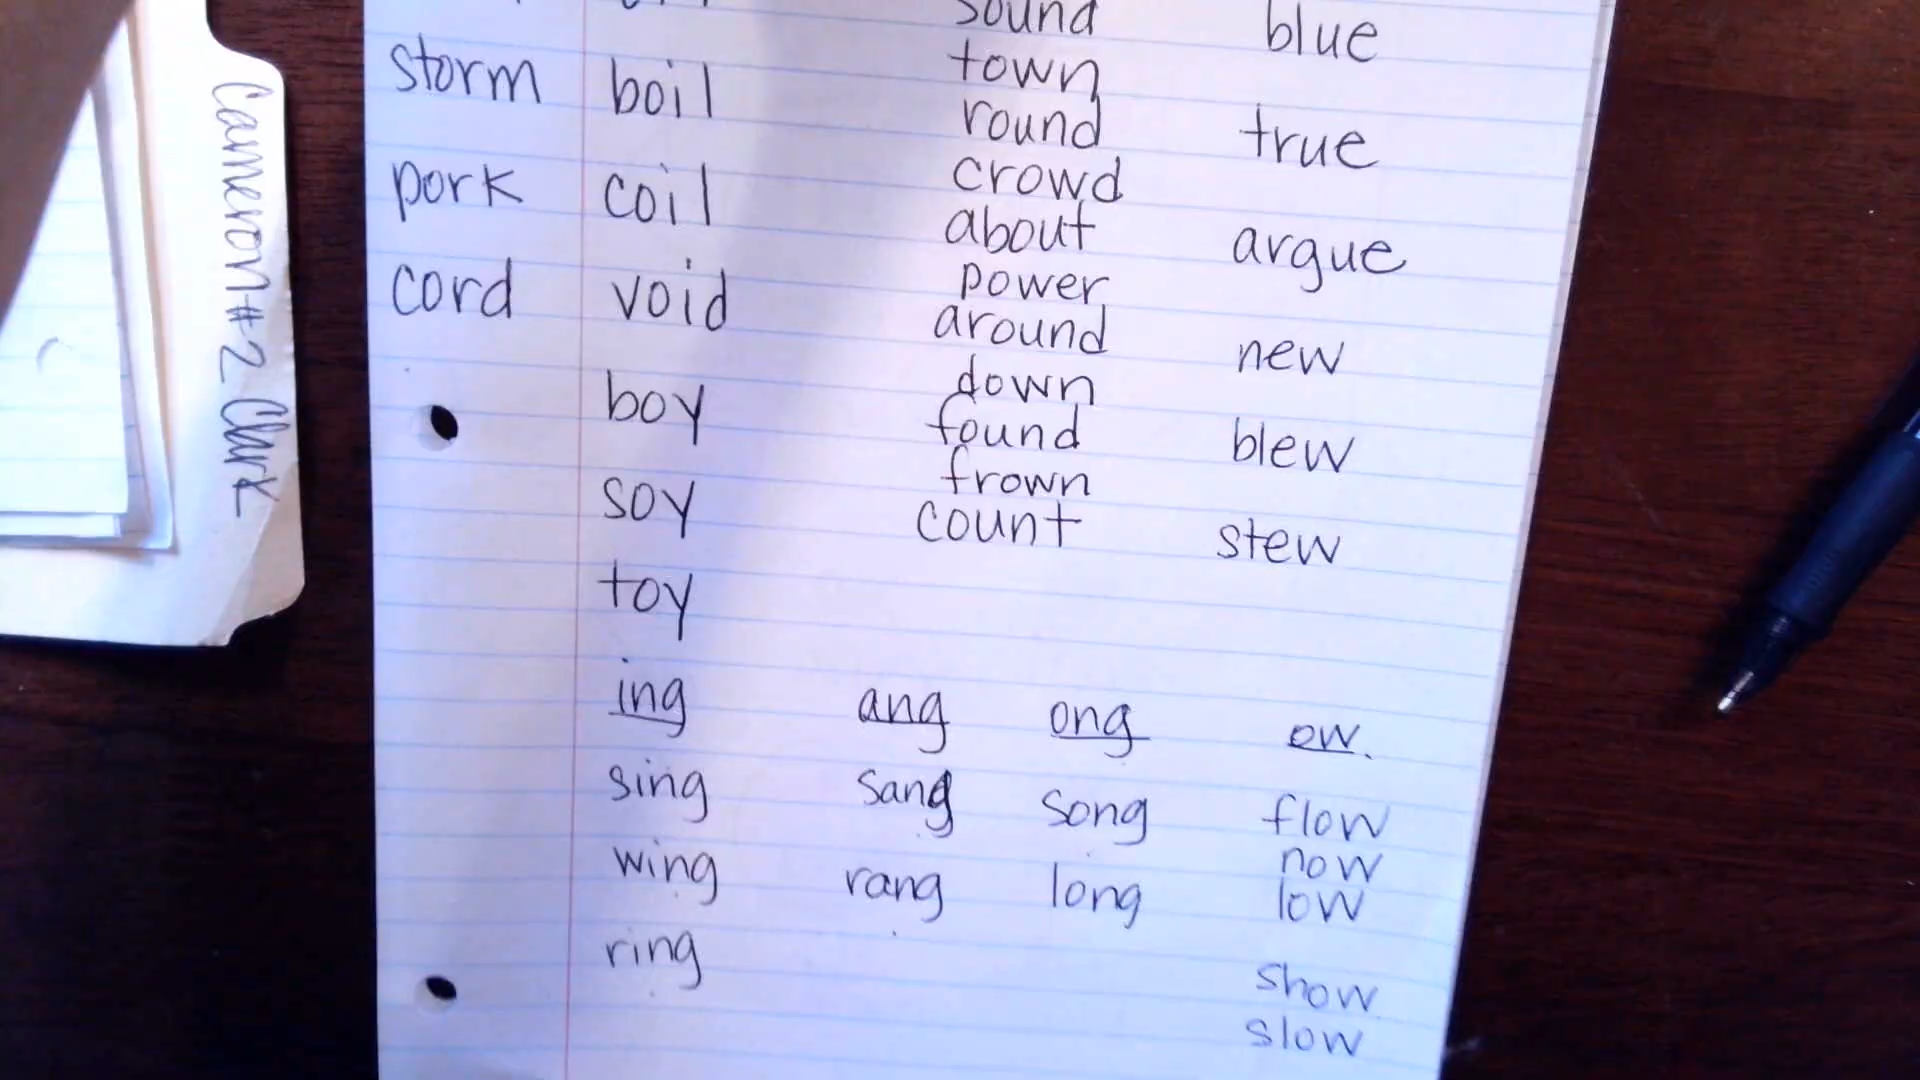 sound blue
storm boil town
round true
pork coil crowd
about argue
cord void power
around new
boy down
found blew
soy frown
count stew
toy
ing ang ong ow.
sing sang song flow
wing rang long now
low
ring show
slow
Cameron #2 Clark